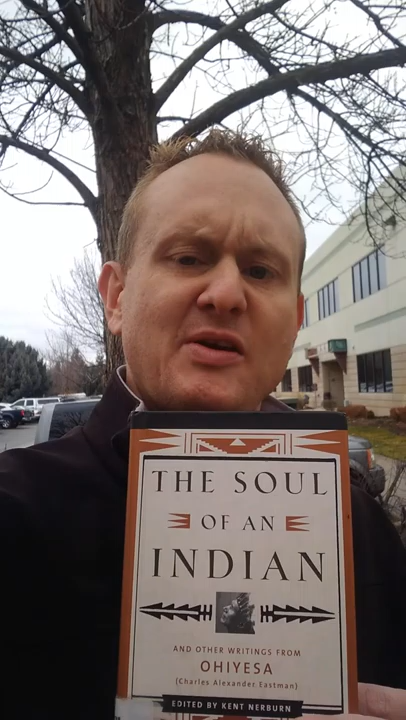 THE SOUL
OF AN
INDIAN
AND OTHER WRITINGS FROM
OHIYESA
(Charles Alexander Eastman)
EDITED BY KENT NERBURN